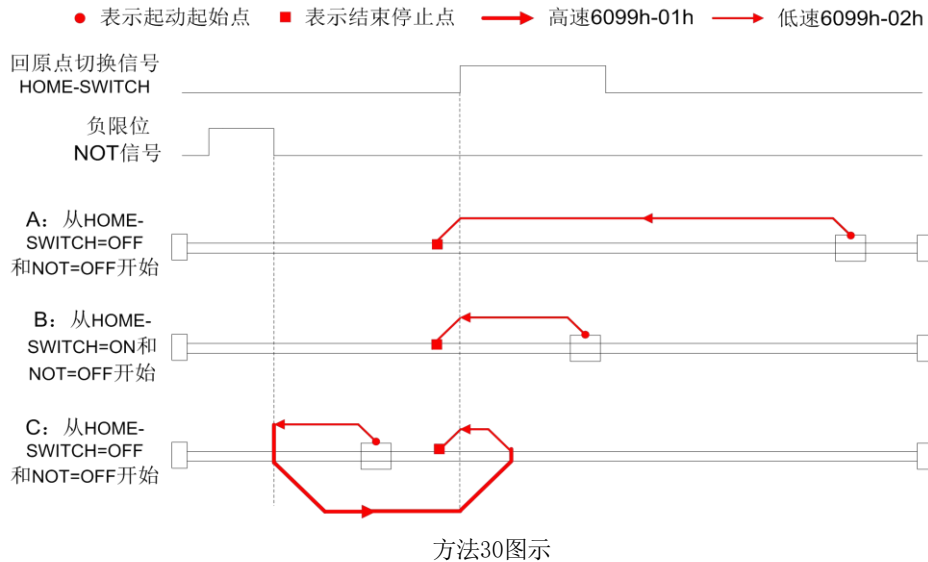 表示起动起始点 表示结束停止点 高速6099h-01h 低速6099h-02h
回原点切换信号
HOME-SWITCH
负限位
NOT信号
A：从HOME-
SWITCH=OFF
和NOT=OFF开始
B：从HOME-
SWITCH=ON和
NOT=OFF开始
C：从HOME-
SWITCH=OFF
和NOT=OFF开始
方法30图示